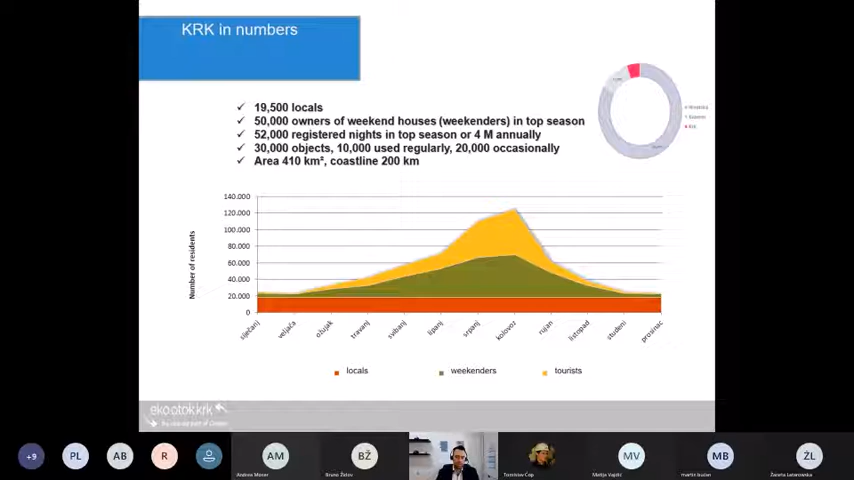 KRK in numbers
✓ 19,500 locals
✓ 50,000 owners of weekend houses (weekenders) in top season
✓ 52,000 registered nights in top season or 4 M annually
✓ 30,000 objects, 10,000 used regularly, 20,000 occasionally
✓ Area 410 km², coastline 200 km
140.000
120.000
100.000
80.000
60.000
40.000
20.000
0
Number of residents
siječanj
veljača
ožujak
travanj
svibanj
lipanj
srpanj
kolovoz
rujan
listopad
studeni
prosinac
locals
weekenders
tourists
ekootokkrk
+9
PL
AB
R
AM
BŽ
MV
MB
ŽL